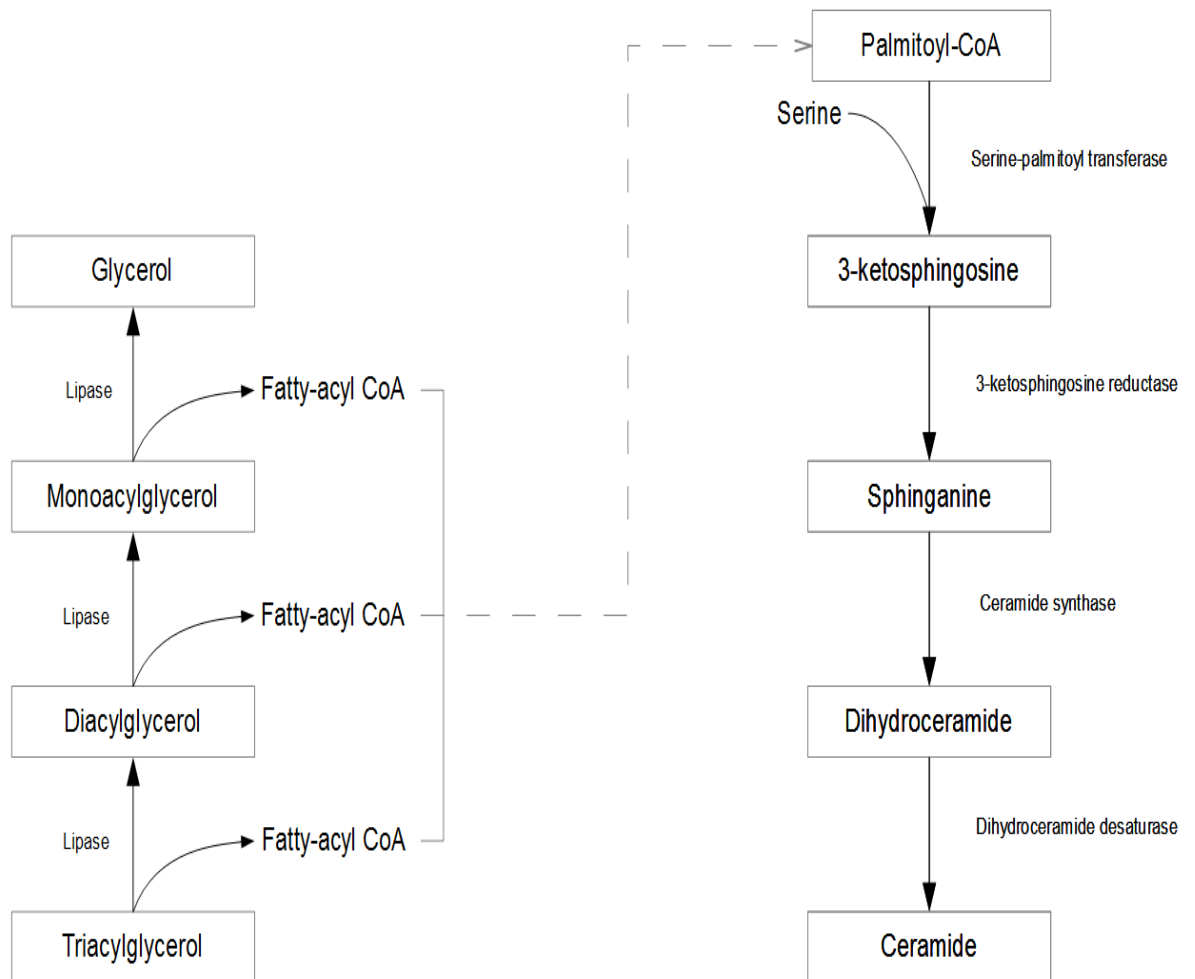 Palmitoyl-CoA
Serine
Serine-palmitoyl transferase
Glycerol
3-ketosphingosine
Lipase
Fatty-acyl CoA
3-ketosphingosine reductase
Monoacylglycerol
Sphinganine
Lipase
Fatty-acyl CoA
Ceramide synthase
Diacylglycerol
Dihydroceramide
Lipase
Fatty-acyl CoA
Dihydroceramide desaturase
Triacylglycerol
Ceramide